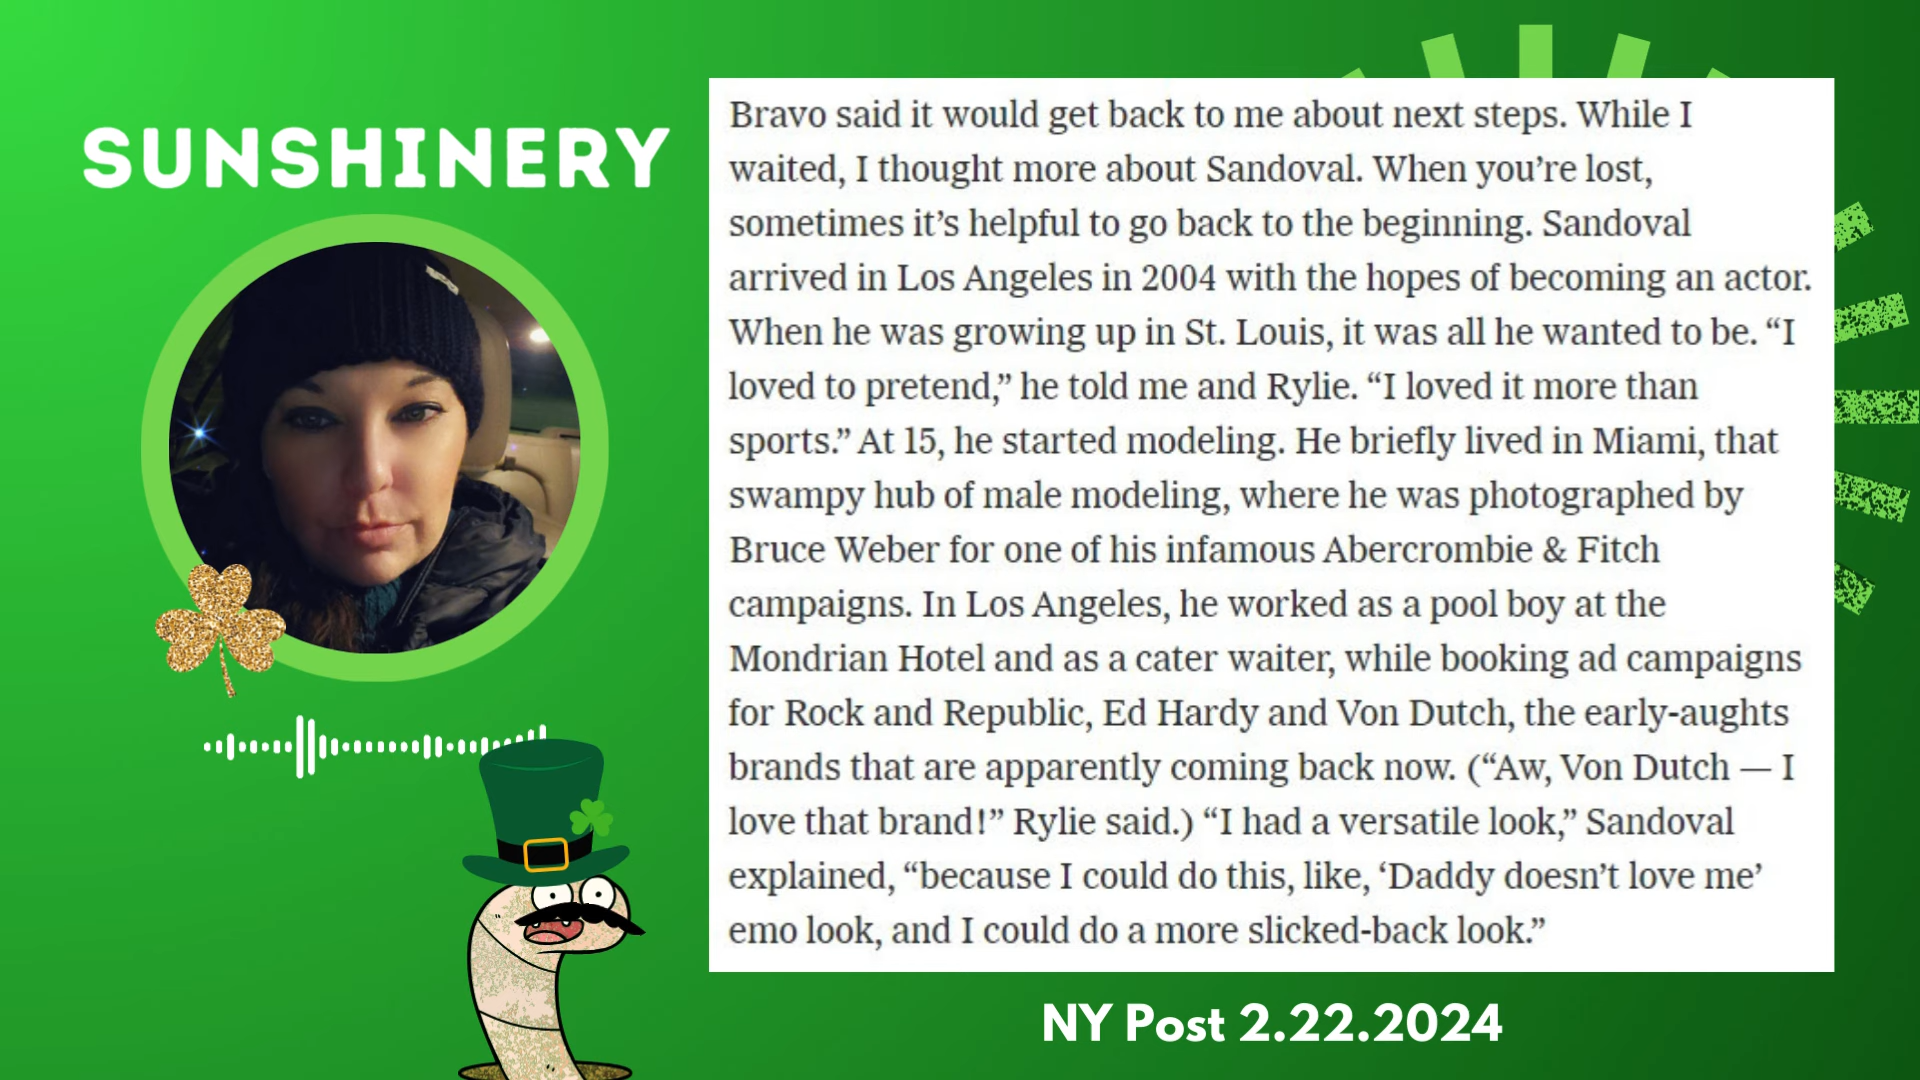 SUNSHINERY
Bravo said it would get back to me about next steps. While I
waited, I thought more about Sandoval. When you’re lost,
sometimes it’s helpful to go back to the beginning. Sandoval
arrived in Los Angeles in 2004 with the hopes of becoming an actor.
When he was growing up in St. Louis, it was all he wanted to be. “I
loved to pretend,” he told me and Rylie. “I loved it more than
sports.” At 15, he started modeling. He briefly lived in Miami, that
swampy hub of male modeling, where he was photographed by
Bruce Weber for one of his infamous Abercrombie & Fitch
campaigns. In Los Angeles, he worked as a pool boy at the
Mondrian Hotel and as a cater waiter, while booking ad campaigns
for Rock and Republic, Ed Hardy and Von Dutch, the early-aughts
brands that are apparently coming back now. (“Aw, Von Dutch — I
love that brand!” Rylie said.) “I had a versatile look,” Sandoval
explained, “because I could do this, like, ‘Daddy doesn’t love me’
emo look, and I could do a more slicked-back look.”
NY Post 2.22.2024